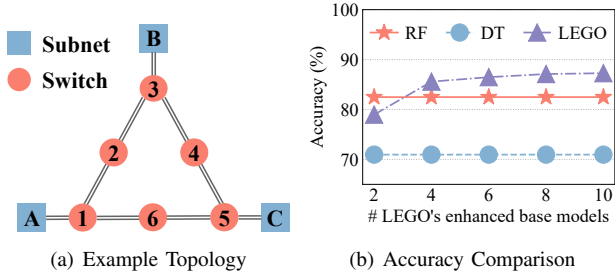 Subnet
Switch
B
3
2
4
A
1
6
5
C
(a) Example Topology
RF
DT
LEGO
Accuracy (%)
100
90
80
70
2 4 6 8 10
# LEGO's enhanced base models
(b) Accuracy Comparison